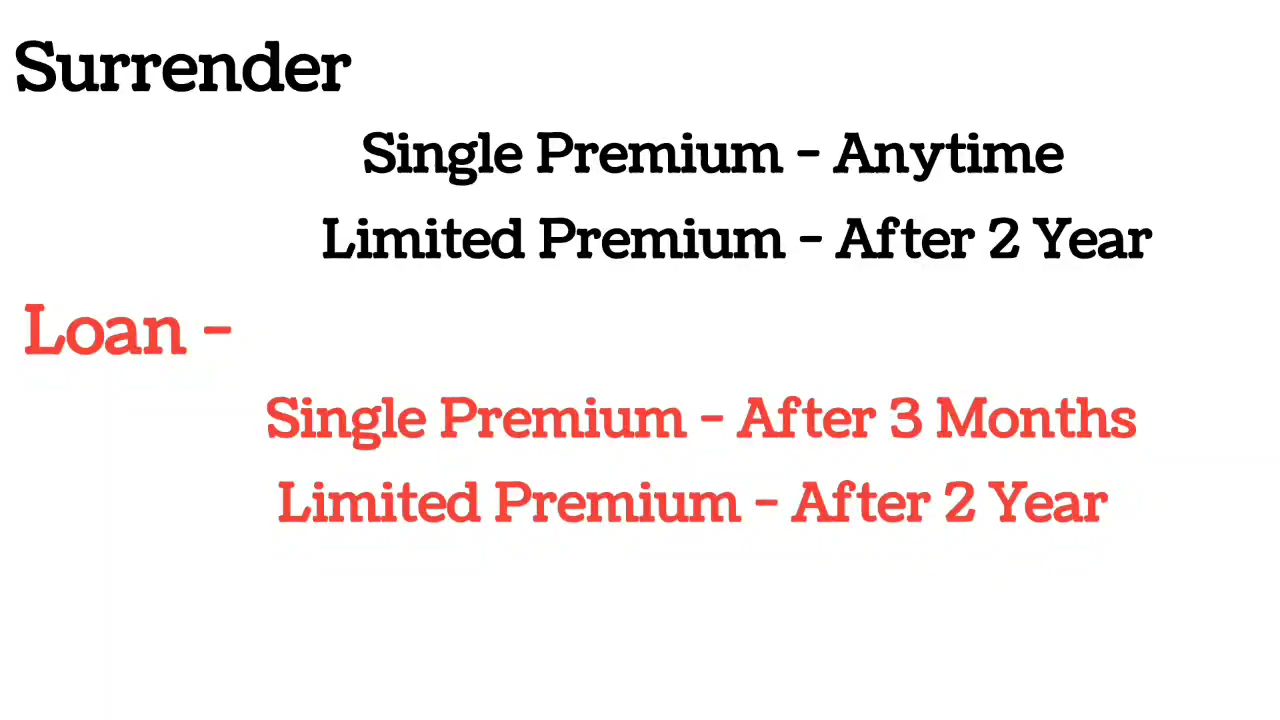 Surrender
Single Premium - Anytime
Limited Premium - After 2 Year
Loan -
Single Premium - After 3 Months
Limited Premium - After 2 Year